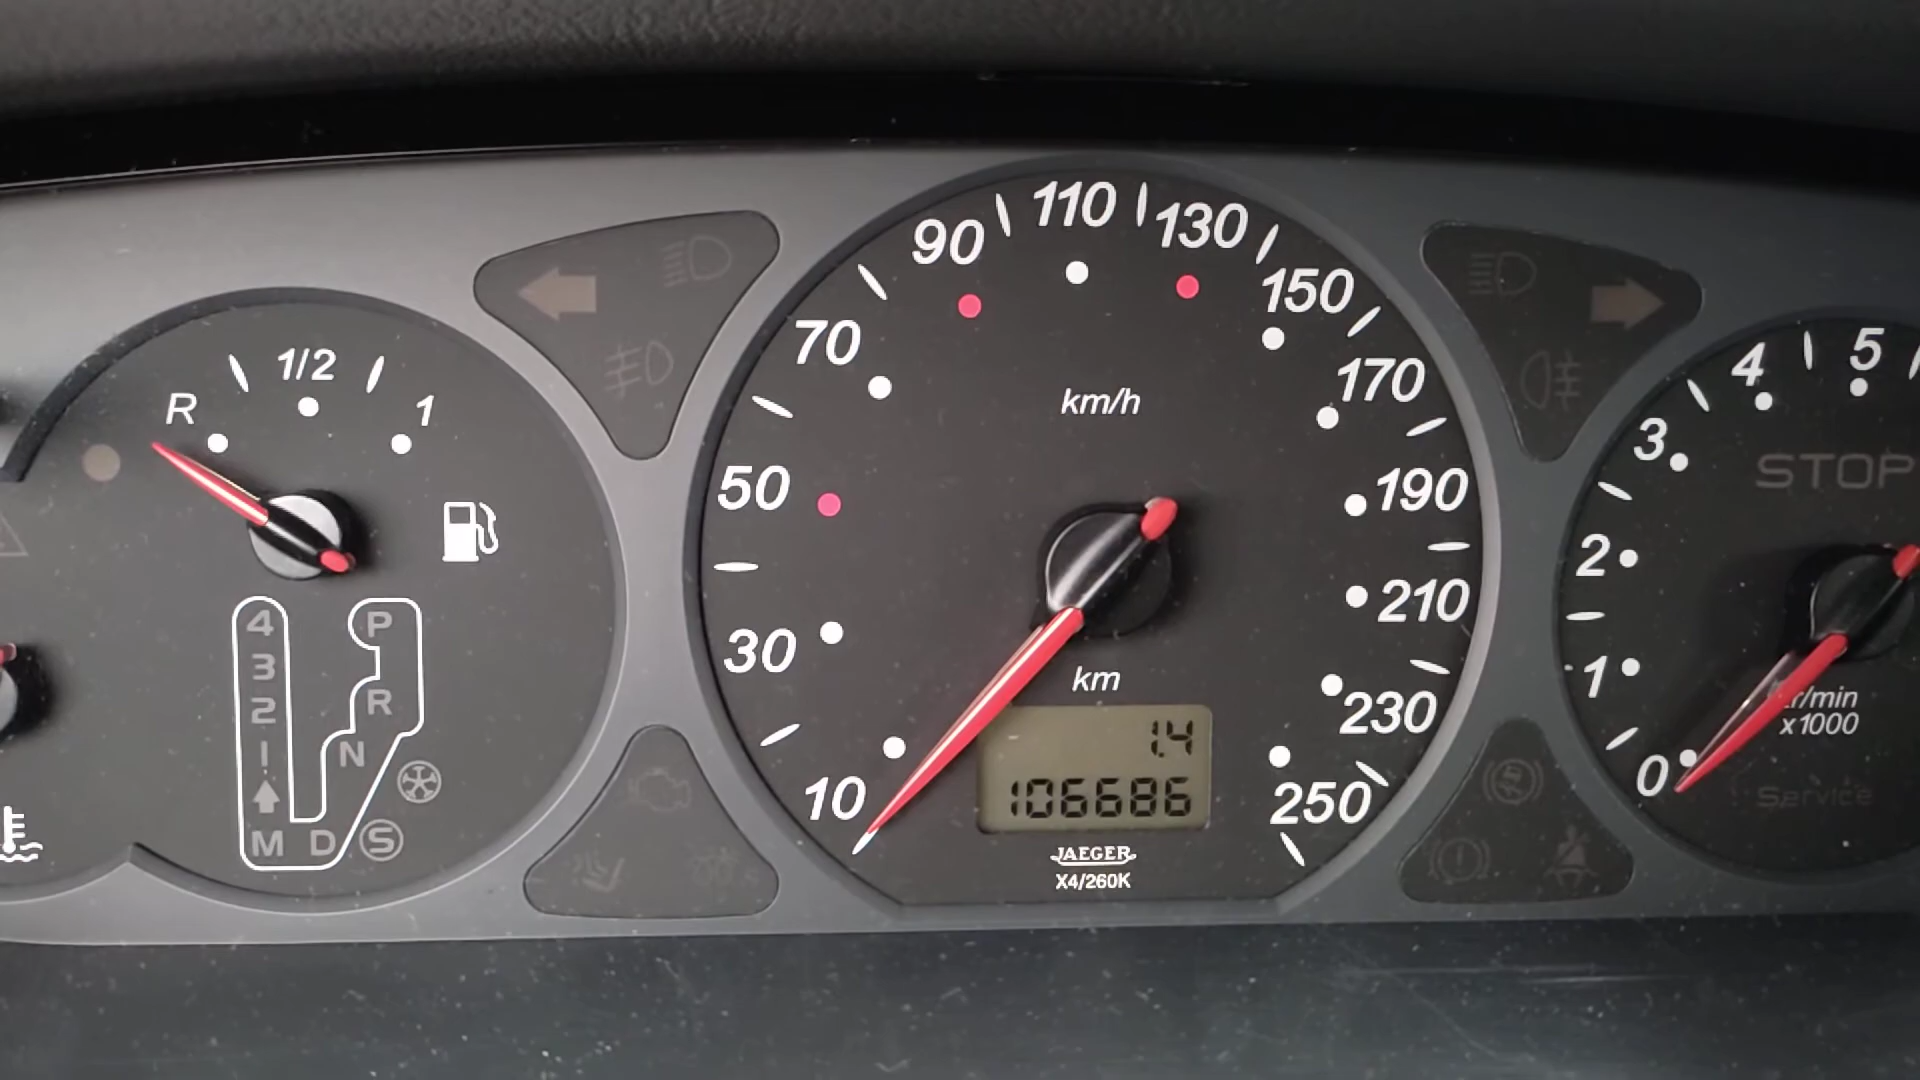 R 1/2 1
4 P
3
2 R
1 N
M D S
10 30 50 70 90 110 130 150 170 190 210 230 250
km/h
km
1.4
106686
JAEGER
X4/260K
0 1 2 3 4 5
STOP
r/min
x1000
Service